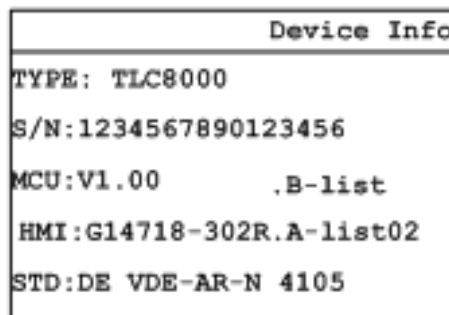 Device Info
TYPE: TLC8000
S/N:1234567890123456
MCU:V1.00 .B-list
HMI:G14718-302R.A-list02
STD:DE VDE-AR-N 4105